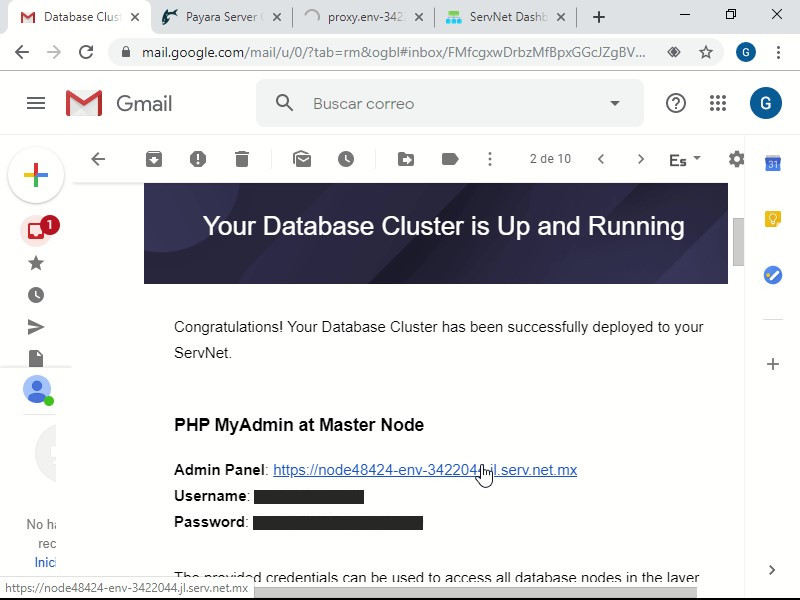 Database Clust
Payara Server C
proxy.env-342
ServNet Dashb
mail.google.com/mail/u/0/?tab=rm&ogbl#inbox/FMfcgxwDrbzMfBpxGGcJZgBV...
G
Gmail
Buscar correo
G
2 de 10
Es
31
1
Your Database Cluster is Up and Running
Congratulations! Your Database Cluster has been successfully deployed to your
ServNet.
PHP MyAdmin at Master Node
Admin Panel: https://node48424-env-3422044.jl.serv.net.mx
Username:
Password:
No ha
rec
Inici
The provided credentials can be used to access all database nodes in the layer
https://node48424-env-3422044.jl.serv.net.mx